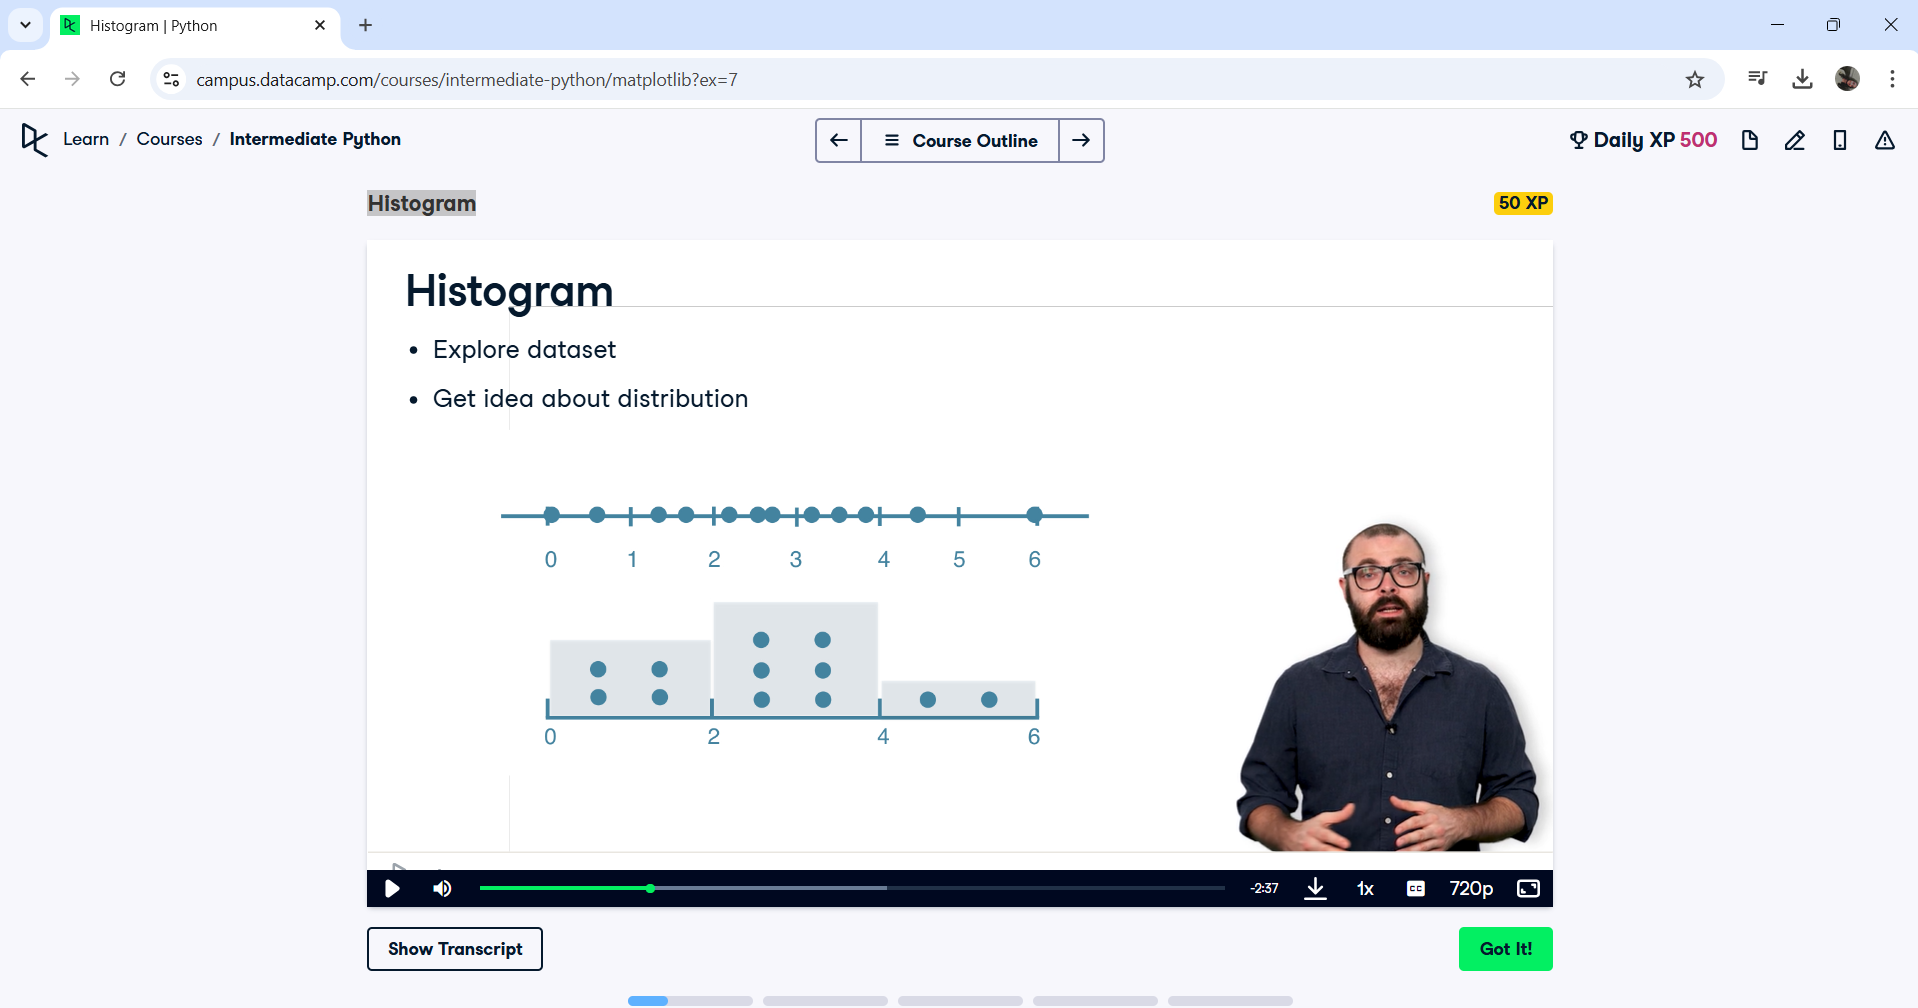 Histogram | Python
campus.datacamp.com/courses/intermediate-python/matplotlib?ex=7
Learn / Courses / Intermediate Python
Course Outline
Daily XP 500
Histogram
50 XP
Histogram
• Explore dataset
• Get idea about distribution
0 1 2 3 4 5 6
0 2 4 6
-2:37
1x
CC
720p
Show Transcript
Got It!